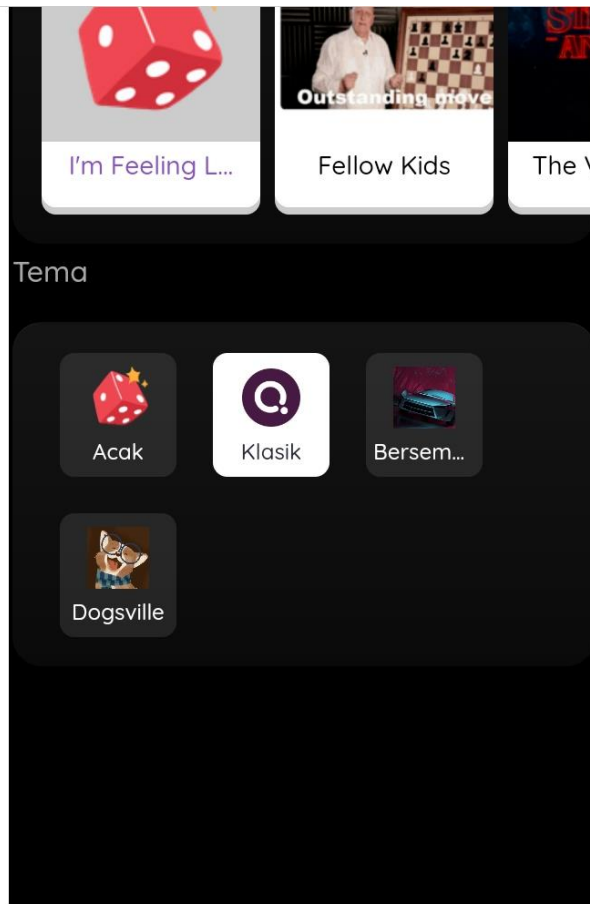 Outstanding move
I'm Feeling L...
Fellow Kids
The
Tema
Acak
Klasik
Bersem...
Dogsville